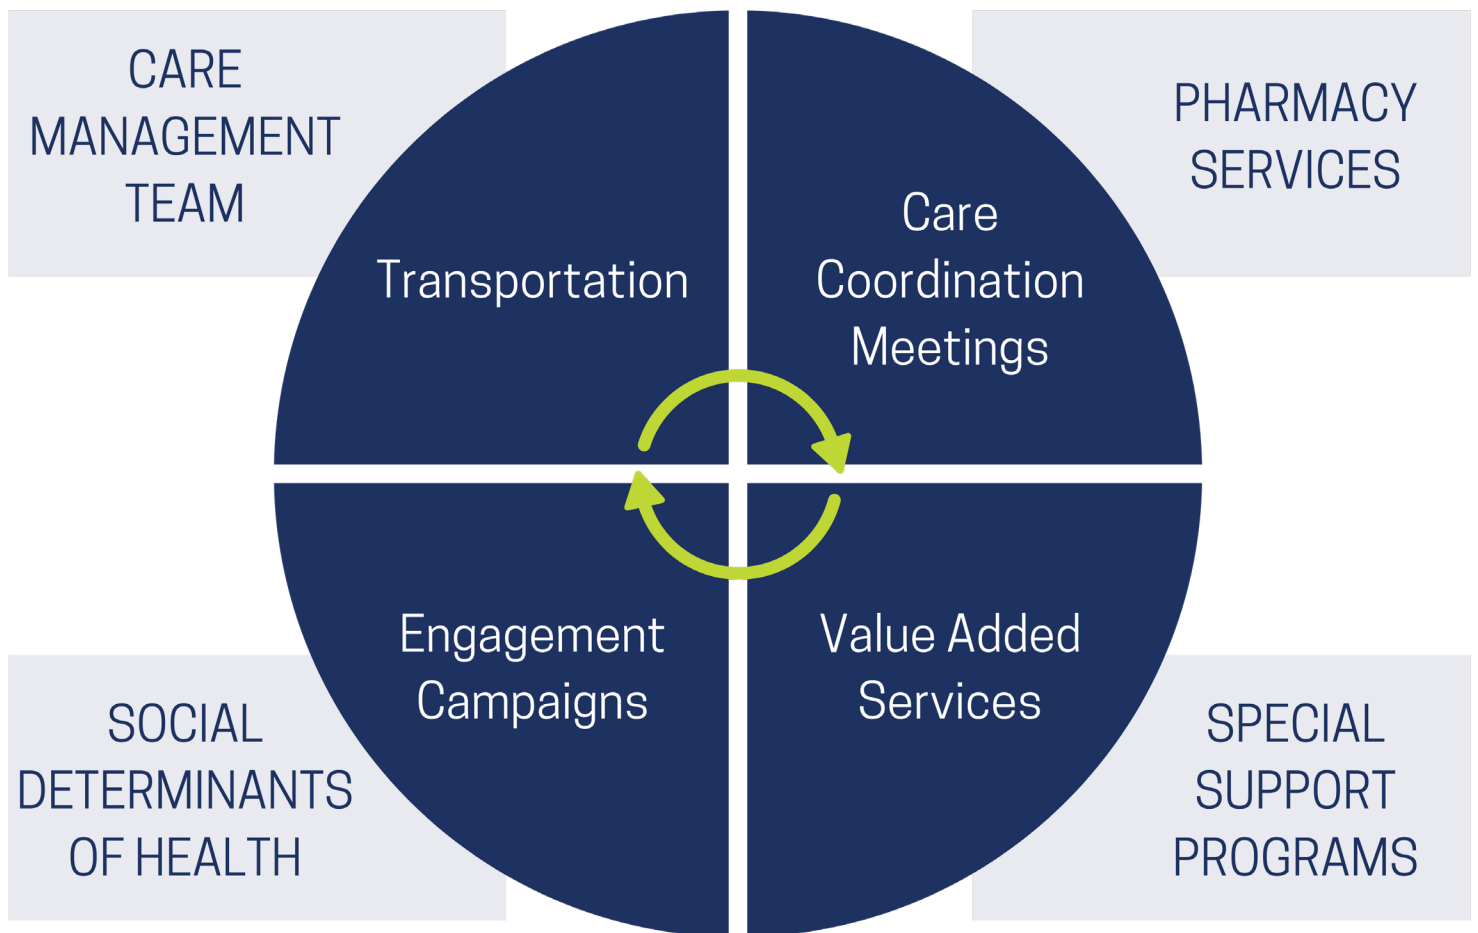 CARE
MANAGEMENT
TEAM
PHARMACY
SERVICES
Transportation
Care
Coordination
Meetings
Engagement
Campaigns
Value Added
Services
SOCIAL
DETERMINANTS
OF HEALTH
SPECIAL
SUPPORT
PROGRAMS